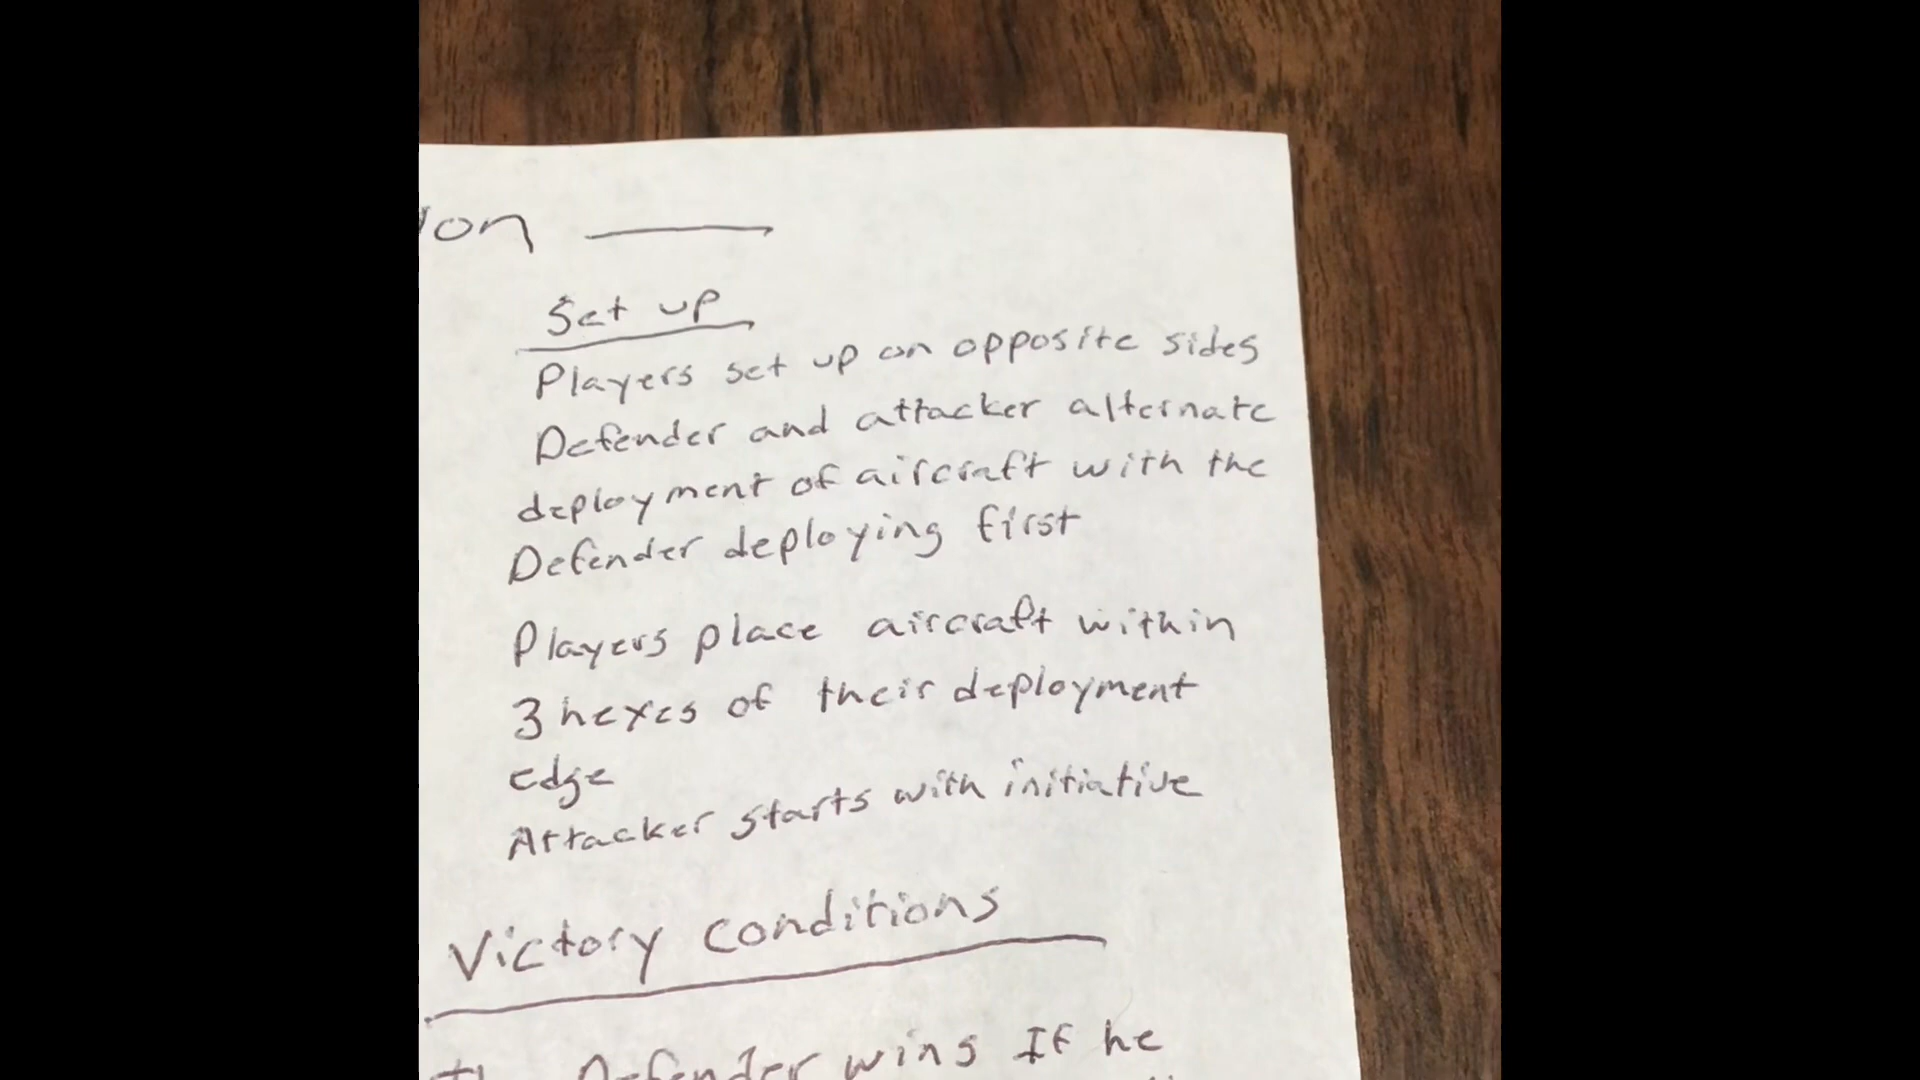 on
Set up
Players set up on opposite sides
Defender and attacker alternate
deployment of aircraft with the
Defender deploying first
Players place aircraft within
3 hexes of their deployment
edge
Attacker starts with initiative
Victory conditions
Defender wins If he